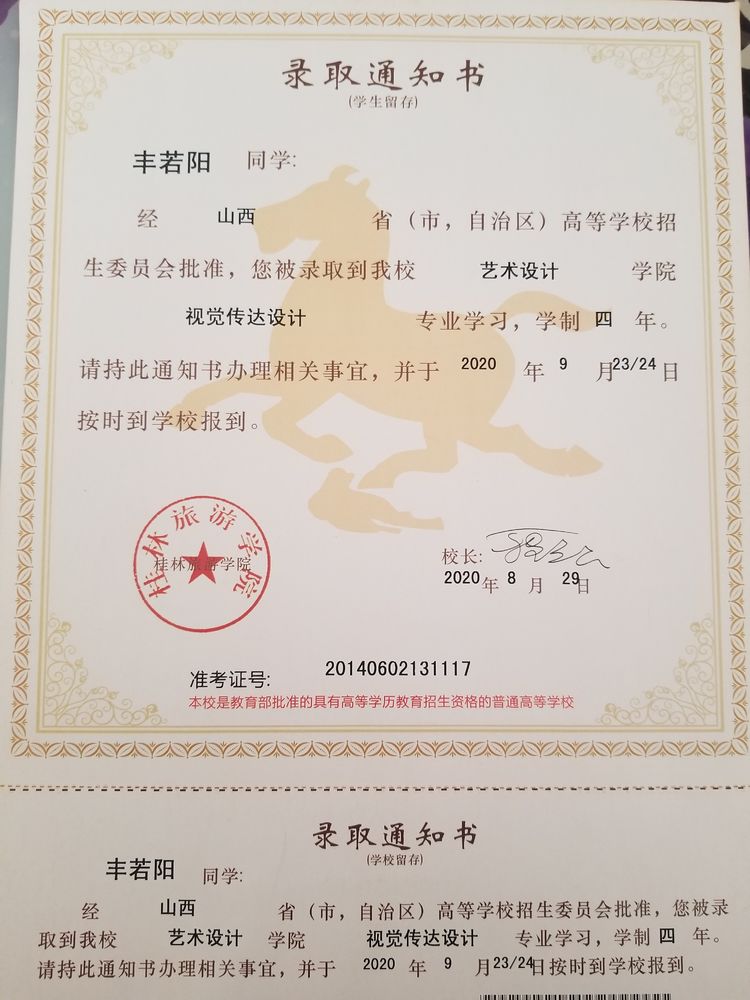 录取通知书
(学生留存)
丰若阳 同学:
经 山西 省（市，自治区）高等学校招
生委员会批准，您被录取到我校 艺术设计 学院
视觉传达设计 专业学习，学制 四 年。
请持此通知书办理相关事宜，并于 2020 年 9 月23/24日
按时到学校报到。
桂林旅游学院
桂林旅游学院
校长:
2020年 8 月 29日
准考证号: 20140602131117
本校是教育部批准的具有高等学历教育招生资格的普通高等学校
录取通知书
(学校留存)
丰若阳 同学:
经 山西 省（市，自治区）高等学校招生委员会批准，您被录
取到我校 艺术设计 学院 视觉传达设计 专业学习，学制 四 年。
请持此通知书办理相关事宜，并于 2020 年 9 月23/24日按时到学校报到。